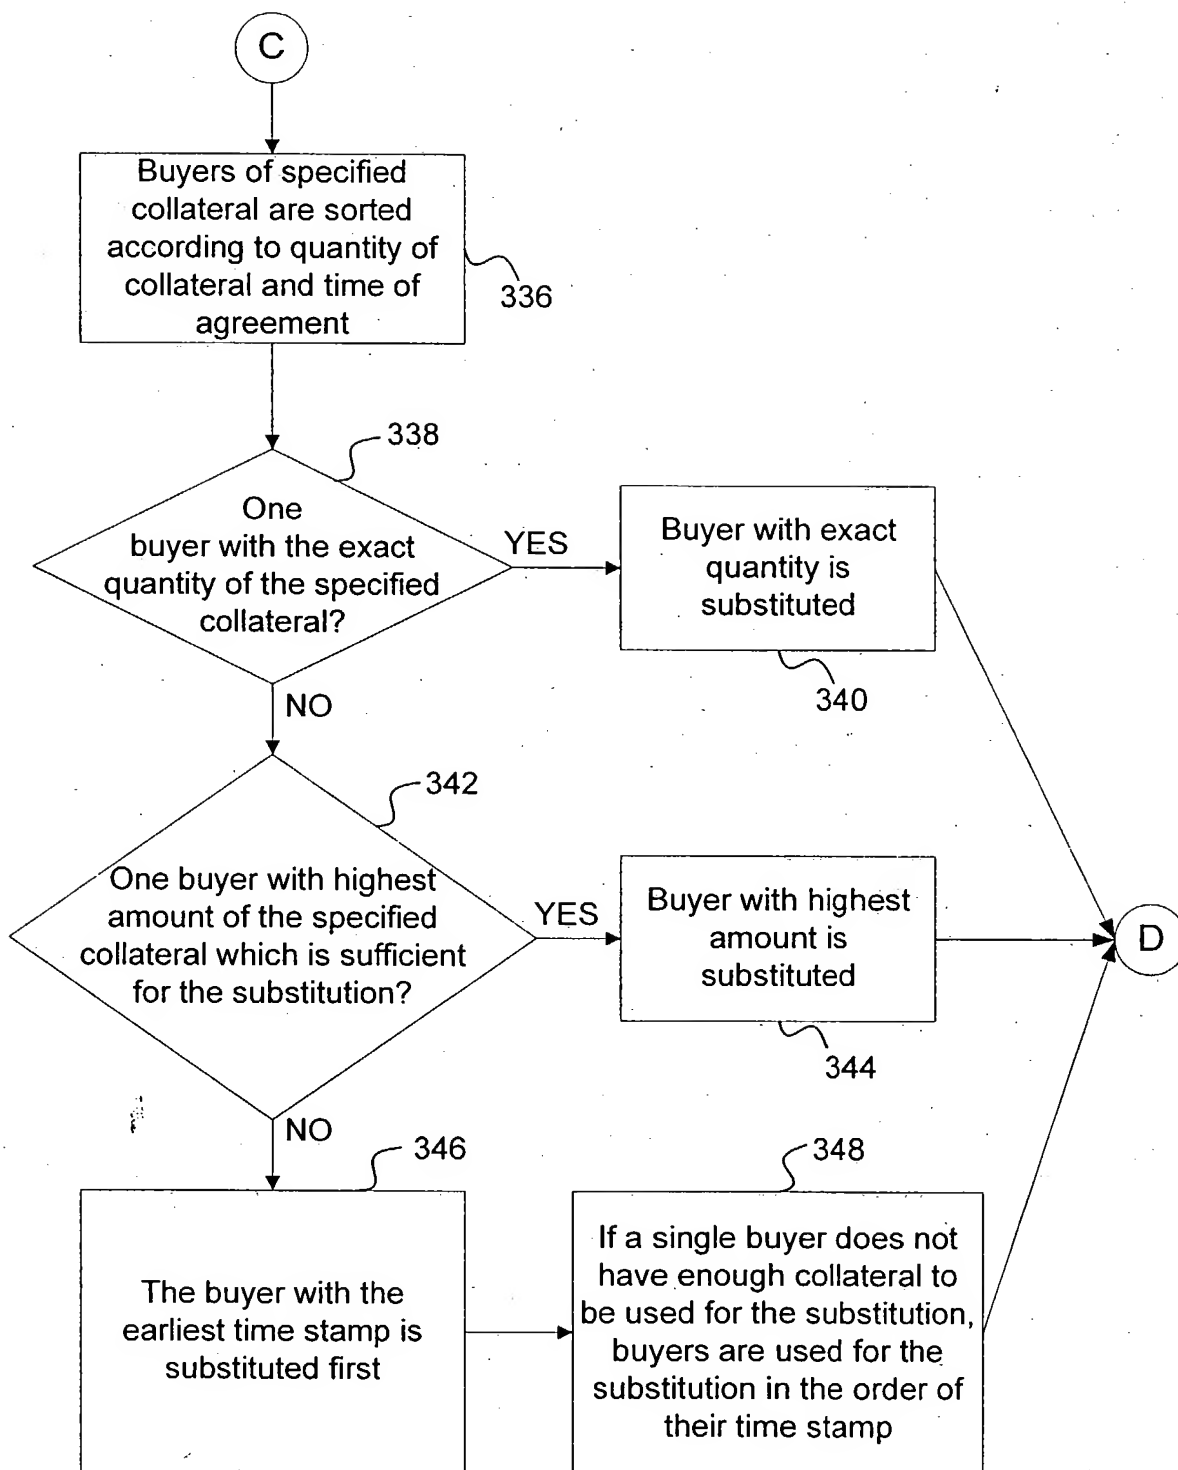 C
Buyers of specified
collateral are sorted
according to quantity of
collateral and time of
agreement
336
338
One
buyer with the exact
quantity of the specified
collateral?
YES
Buyer with exact
quantity is
substituted
340
NO
342
One buyer with highest
amount of the specified
collateral which is sufficient
for the substitution?
YES
Buyer with highest
amount is
substituted
344
D
NO
346
The buyer with the
earliest time stamp is
substituted first
348
If a single buyer does not
have enough collateral to
be used for the substitution,
buyers are used for the
substitution in the order of
their time stamp